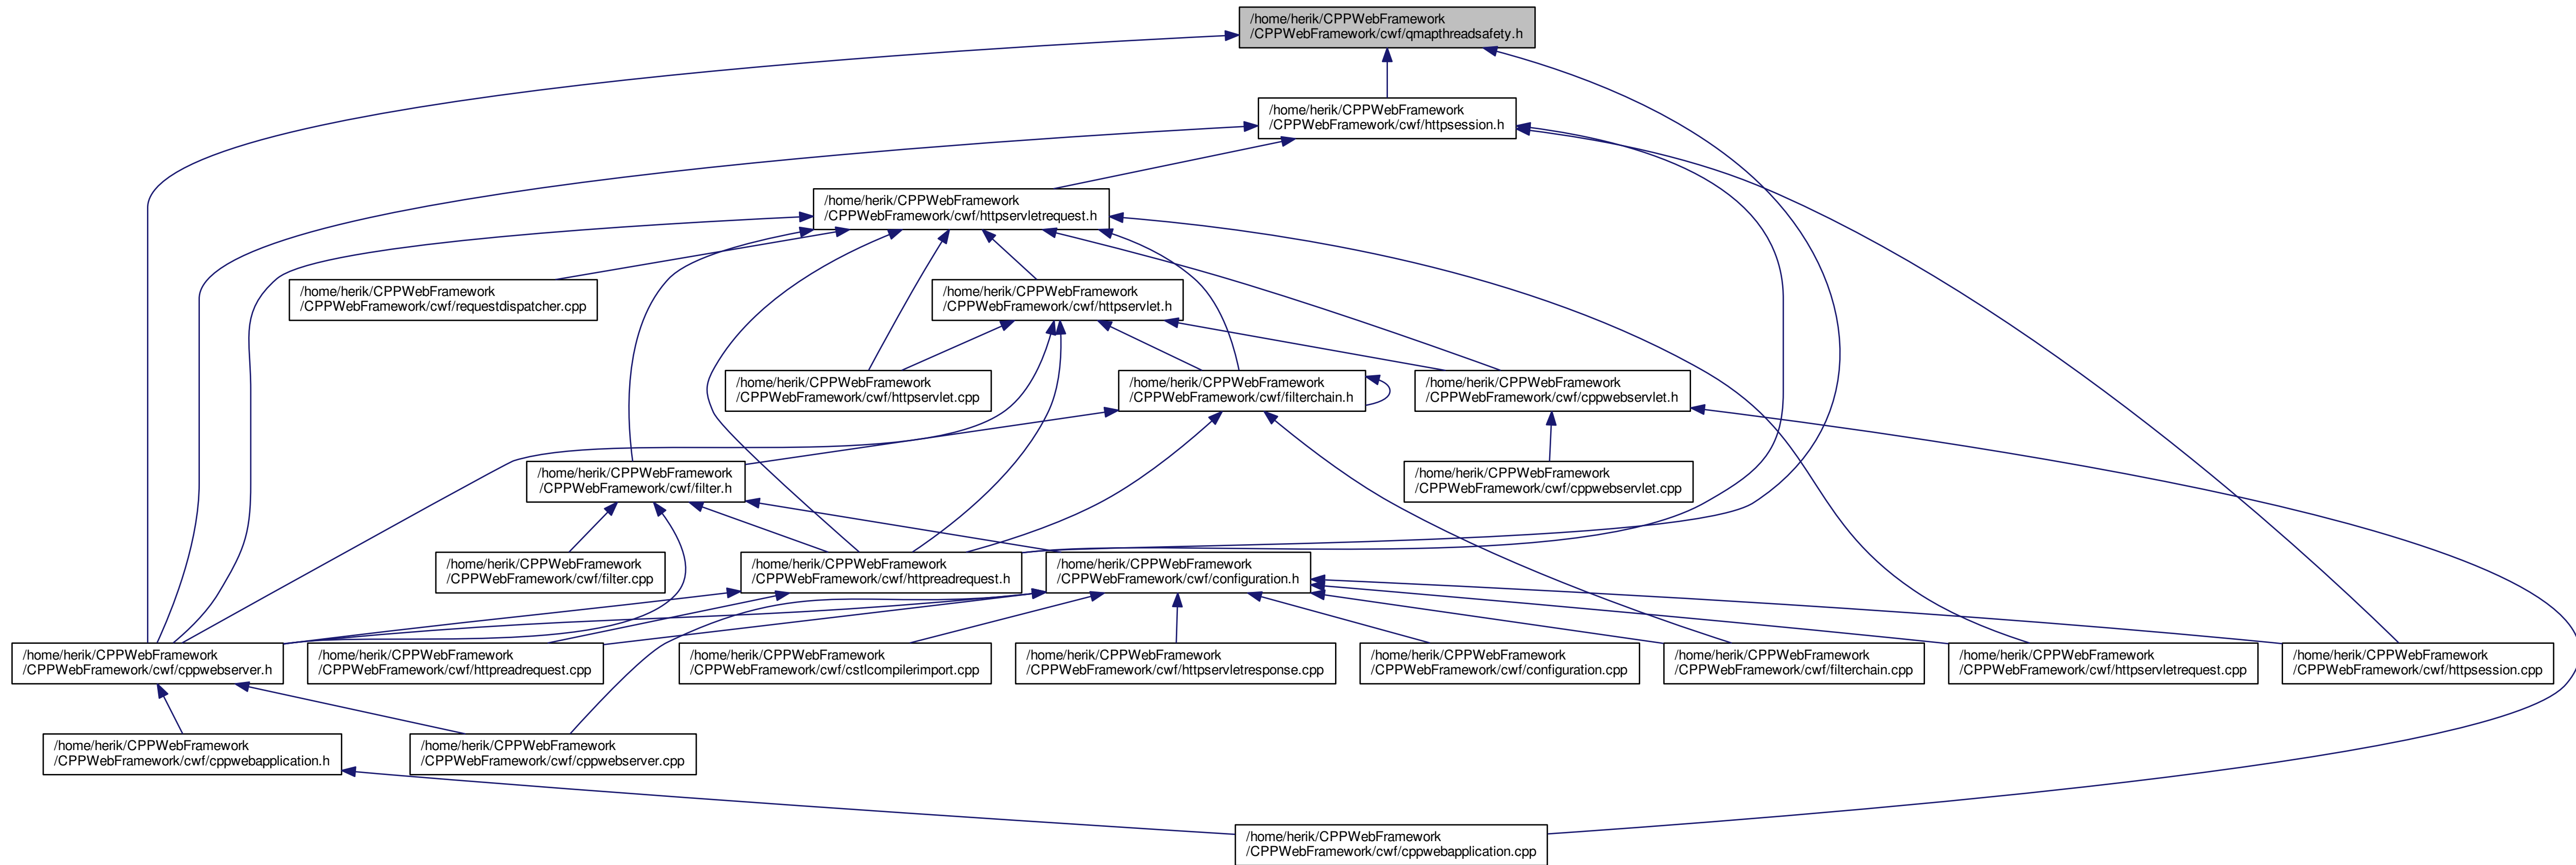 /home/herik/CPPWebFramework
/CPPWebFramework/cwf/qmapthreadsafety.h
/home/herik/CPPWebFramework
/CPPWebFramework/cwf/httpsession.h
/home/herik/CPPWebFramework
/CPPWebFramework/cwf/httpservletrequest.h
/home/herik/CPPWebFramework
/CPPWebFramework/cwf/requestdispatcher.cpp
/home/herik/CPPWebFramework
/CPPWebFramework/cwf/httpservlet.h
/home/herik/CPPWebFramework
/CPPWebFramework/cwf/httpservlet.cpp
/home/herik/CPPWebFramework
/CPPWebFramework/cwf/filterchain.h
/home/herik/CPPWebFramework
/CPPWebFramework/cwf/cppwebservlet.h
/home/herik/CPPWebFramework
/CPPWebFramework/cwf/filter.h
/home/herik/CPPWebFramework
/CPPWebFramework/cwf/cppwebservlet.cpp
/home/herik/CPPWebFramework
/CPPWebFramework/cwf/filter.cpp
/home/herik/CPPWebFramework
/CPPWebFramework/cwf/httpreadrequest.h
/home/herik/CPPWebFramework
/CPPWebFramework/cwf/configuration.h
/home/herik/CPPWebFramework
/CPPWebFramework/cwf/cppwebserver.h
/home/herik/CPPWebFramework
/CPPWebFramework/cwf/httpreadrequest.cpp
/home/herik/CPPWebFramework
/CPPWebFramework/cwf/cstlcompilerimport.cpp
/home/herik/CPPWebFramework
/CPPWebFramework/cwf/httpservletresponse.cpp
/home/herik/CPPWebFramework
/CPPWebFramework/cwf/configuration.cpp
/home/herik/CPPWebFramework
/CPPWebFramework/cwf/filterchain.cpp
/home/herik/CPPWebFramework
/CPPWebFramework/cwf/httpservletrequest.cpp
/home/herik/CPPWebFramework
/CPPWebFramework/cwf/httpsession.cpp
/home/herik/CPPWebFramework
/CPPWebFramework/cwf/cppwebapplication.h
/home/herik/CPPWebFramework
/CPPWebFramework/cwf/cppwebserver.cpp
/home/herik/CPPWebFramework
/CPPWebFramework/cwf/cppwebapplication.cpp